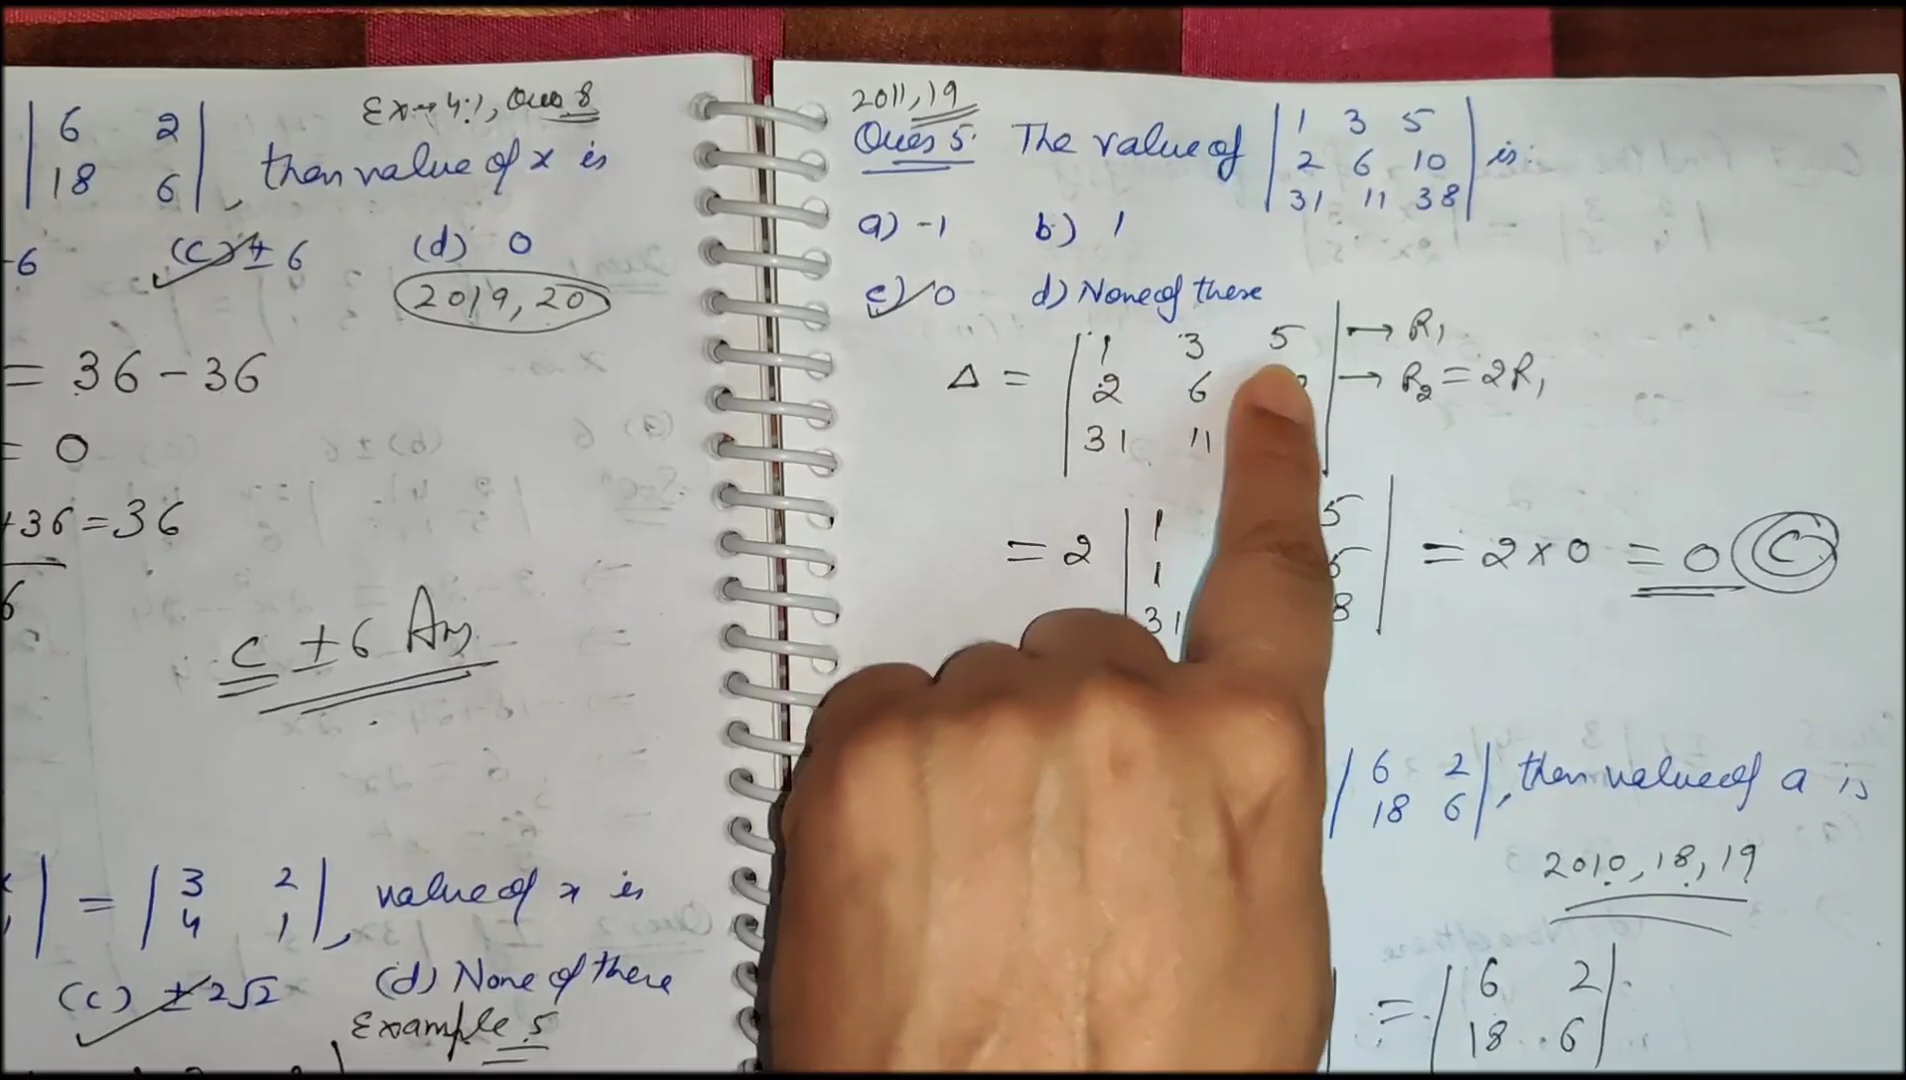 Ex→4.1, Ques 8
| 6 2 |
| 18 6 |, then value of x is
-6 (c) ± 6 (d) 0
2019, 20
= 36 - 36
= 0
+36 = 36
6
c ± 6 Ans
| = | 3 2 |
| 4 1 |, value of x is
(c) ± 2√2 (d) None of these
Example 5
2011, 19
Ques 5. The value of | 1 3 5 |
| 2 6 10 | is:
| 31 11 38 |
a) -1 b) 1
c) 0 d) None of these
Δ = | 1 3 5 | → R₁
| 2 6 | → R₂ = 2R₁
| 31 11 |
= 2 | 1 5 |
| 1 5 | = 2 × 0 = 0 (C)
| 31 8 |
| 6 2 |
| 18 6 |, then value of a is
2010, 18, 19
= | 6 2 |
| 18 6 |